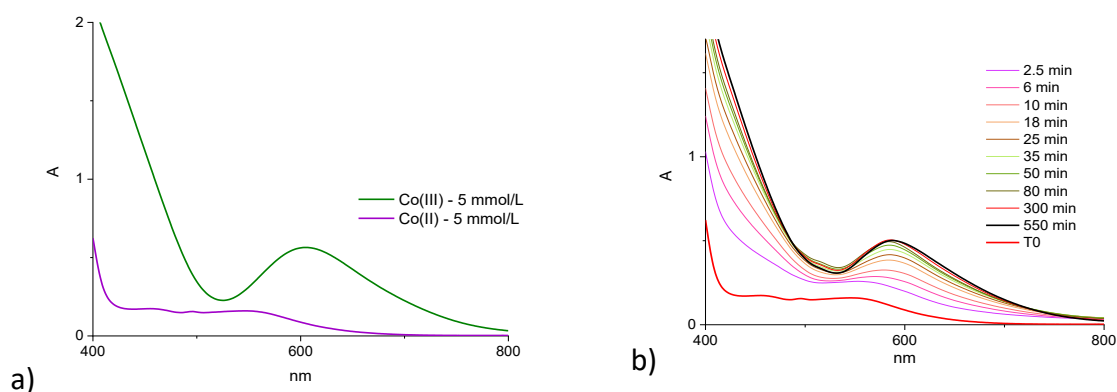 2
1
0
A
400
600
800
nm
Co(III) - 5 mmol/L
Co(II) - 5 mmol/L
a)
1
0
A
400
600
800
nm
2.5 min
6 min
10 min
18 min
25 min
35 min
50 min
80 min
300 min
550 min
T0
b)